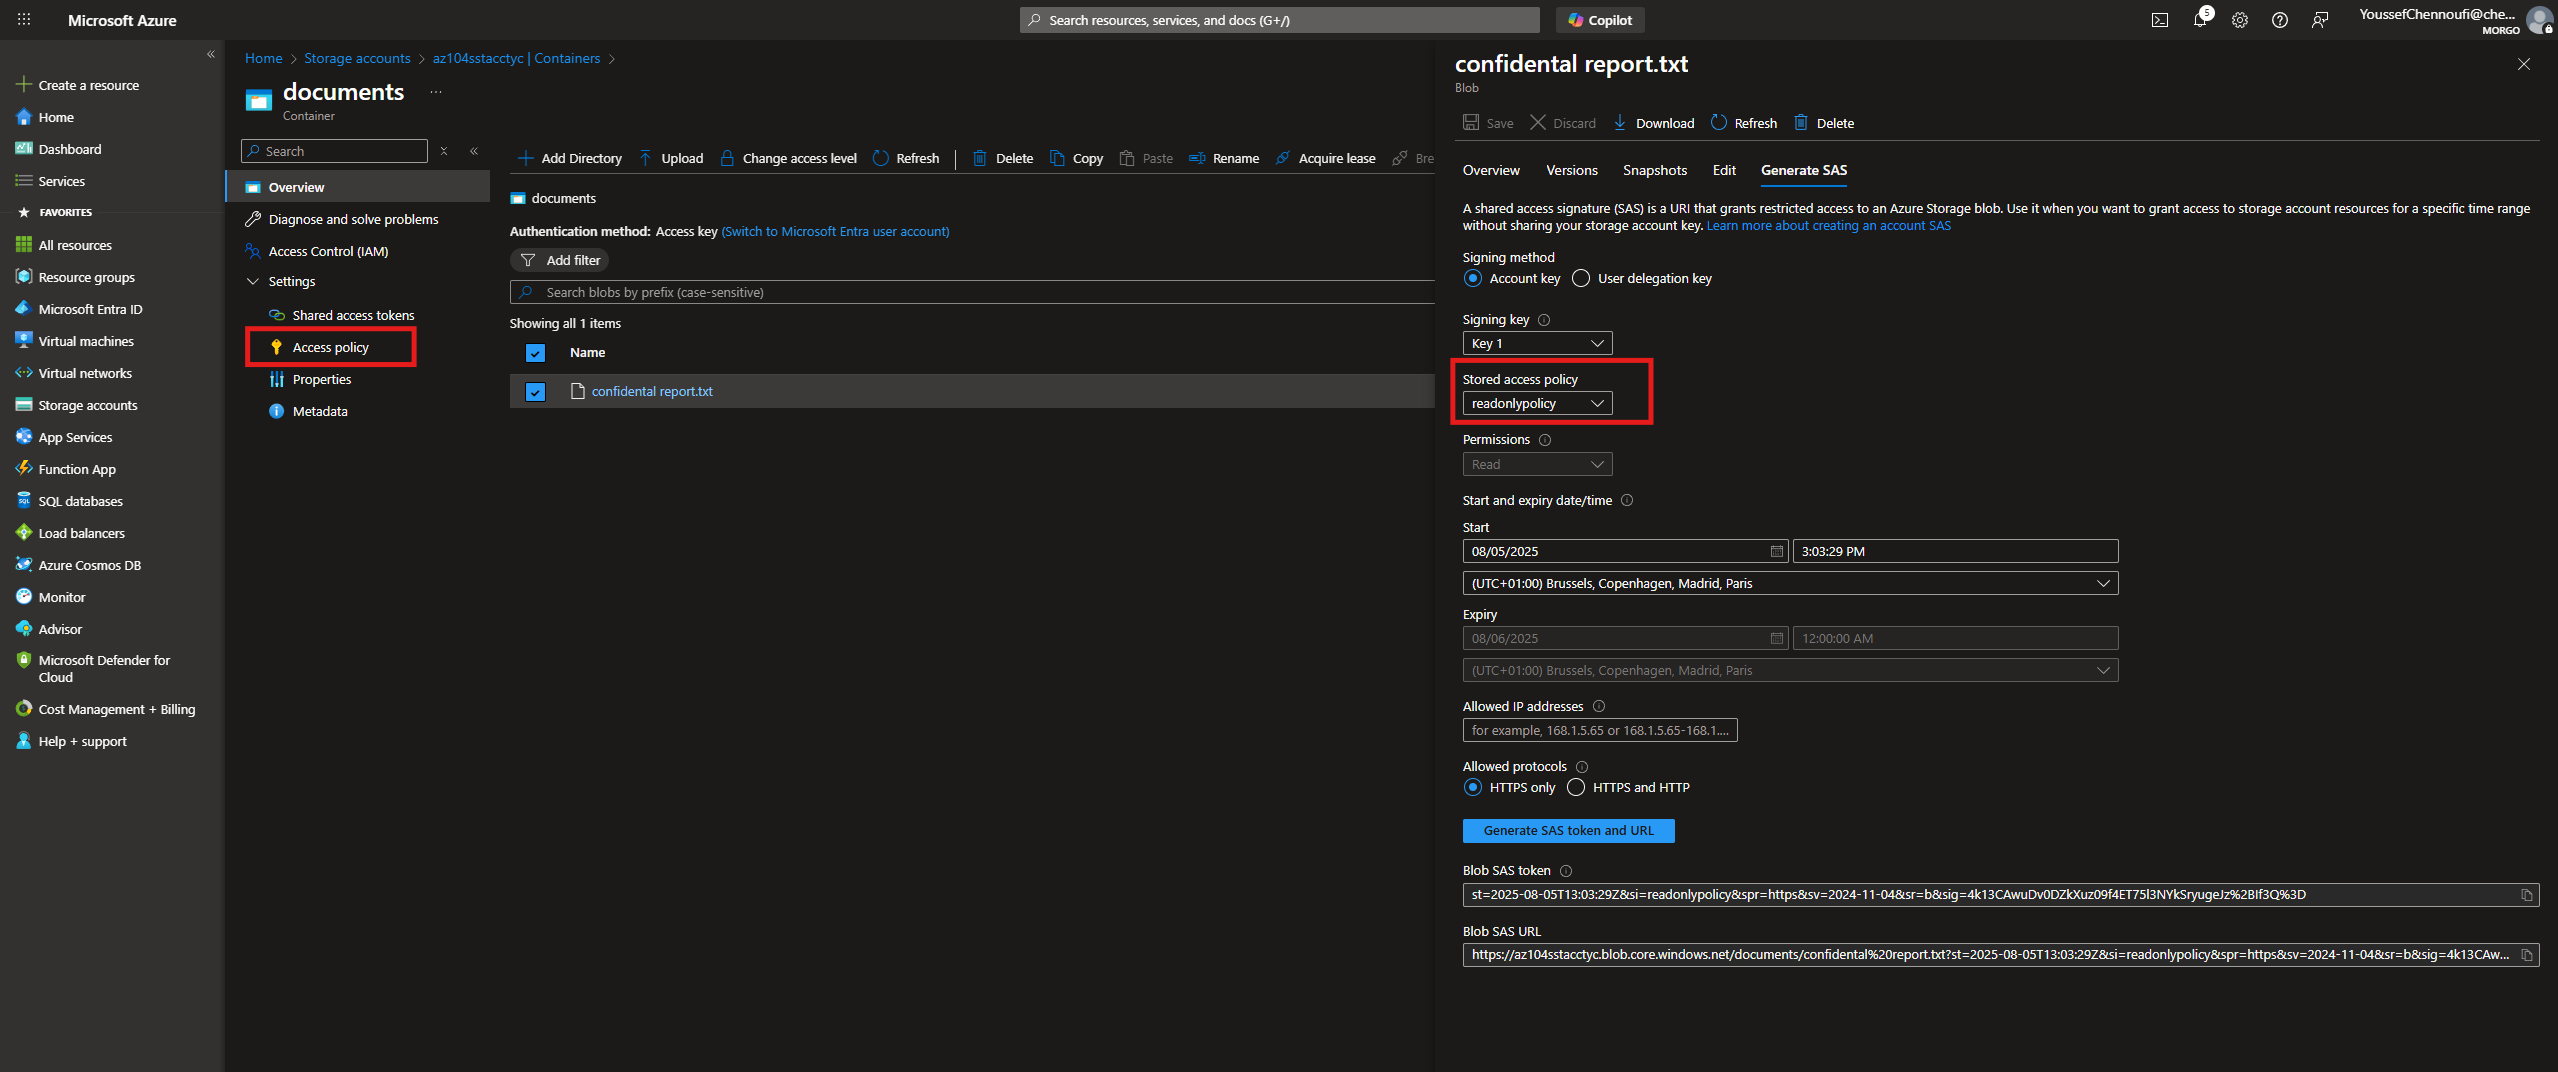 Microsoft Azure
Search resources, services, and docs (G+/)
Copilot
5
YoussefChennoufi@che...
MORGO
Create a resource
Home
Dashboard
Services
FAVORITES
All resources
Resource groups
Microsoft Entra ID
Virtual machines
Virtual networks
Storage accounts
App Services
Function App
SQL databases
Load balancers
Azure Cosmos DB
Monitor
Advisor
Microsoft Defender for
Cloud
Cost Management + Billing
Help + support
Home > Storage accounts > az104sstacctyc | Containers >
documents ...
Container
Search
Overview
Diagnose and solve problems
Access Control (IAM)
Settings
Shared access tokens
Access policy
Properties
Metadata
Add Directory Upload Change access level Refresh Delete Copy Paste Rename Acquire lease Bre
documents
Authentication method: Access key (Switch to Microsoft Entra user account)
Add filter
Search blobs by prefix (case-sensitive)
Showing all 1 items
Name
confidental report.txt
confidental report.txt
Blob
Save Discard Download Refresh Delete
Overview Versions Snapshots Edit Generate SAS
A shared access signature (SAS) is a URI that grants restricted access to an Azure Storage blob. Use it when you want to grant access to storage account resources for a specific time range
without sharing your storage account key. Learn more about creating an account SAS
Signing method
Account key User delegation key
Signing key
Key 1
Stored access policy
readonlypolicy
Permissions
Read
Start and expiry date/time
Start
08/05/2025 3:03:29 PM
(UTC+01:00) Brussels, Copenhagen, Madrid, Paris
Expiry
08/06/2025 12:00:00 AM
(UTC+01:00) Brussels, Copenhagen, Madrid, Paris
Allowed IP addresses
for example, 168.1.5.65 or 168.1.5.65-168.1....
Allowed protocols
HTTPS only HTTPS and HTTP
Generate SAS token and URL
Blob SAS token
st=2025-08-05T13:03:29Z&si=readonlypolicy&spr=https&sv=2024-11-04&sr=b&sig=4k13CAwuDv0DZkXuz09f4ET75l3NYkSryugeJz%2BIf3Q%3D
Blob SAS URL
https://az104sstacctyc.blob.core.windows.net/documents/confidental%20report.txt?st=2025-08-05T13:03:29Z&si=readonlypolicy&spr=https&sv=2024-11-04&sr=b&sig=4k13CAw...